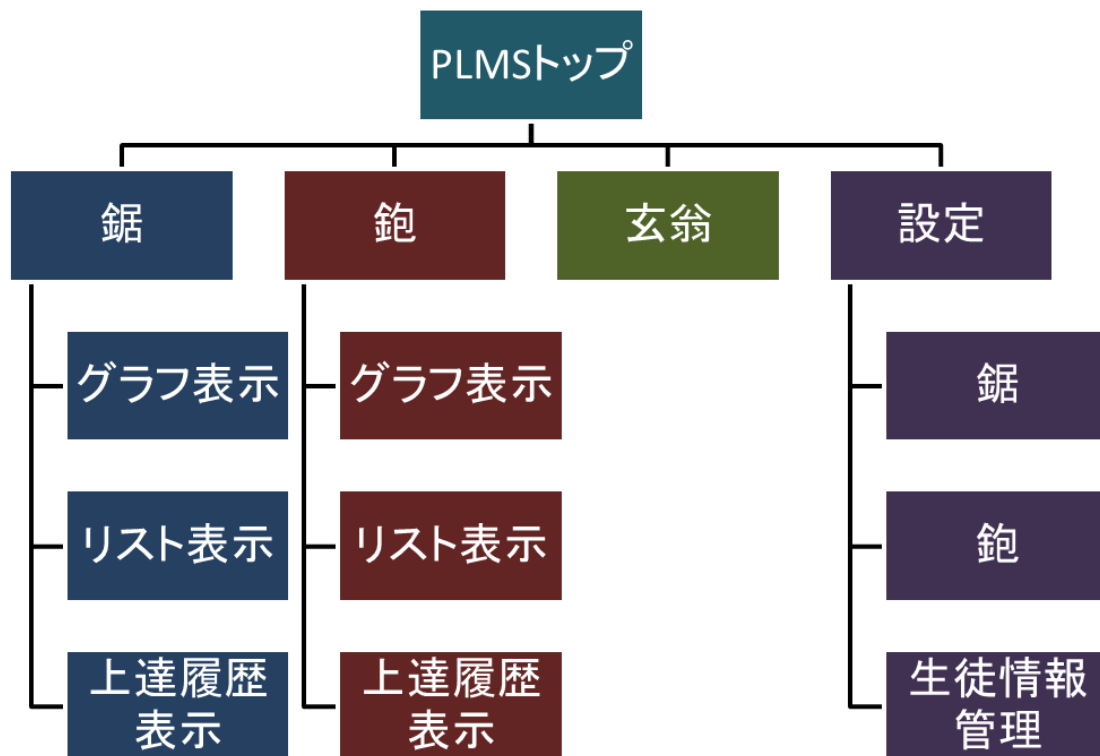 PLMSトップ
鋸
鉋
玄翁
設定
グラフ表示
グラフ表示
鋸
リスト表示
リスト表示
鉋
上達履歴
表示
上達履歴
表示
生徒情報
管理